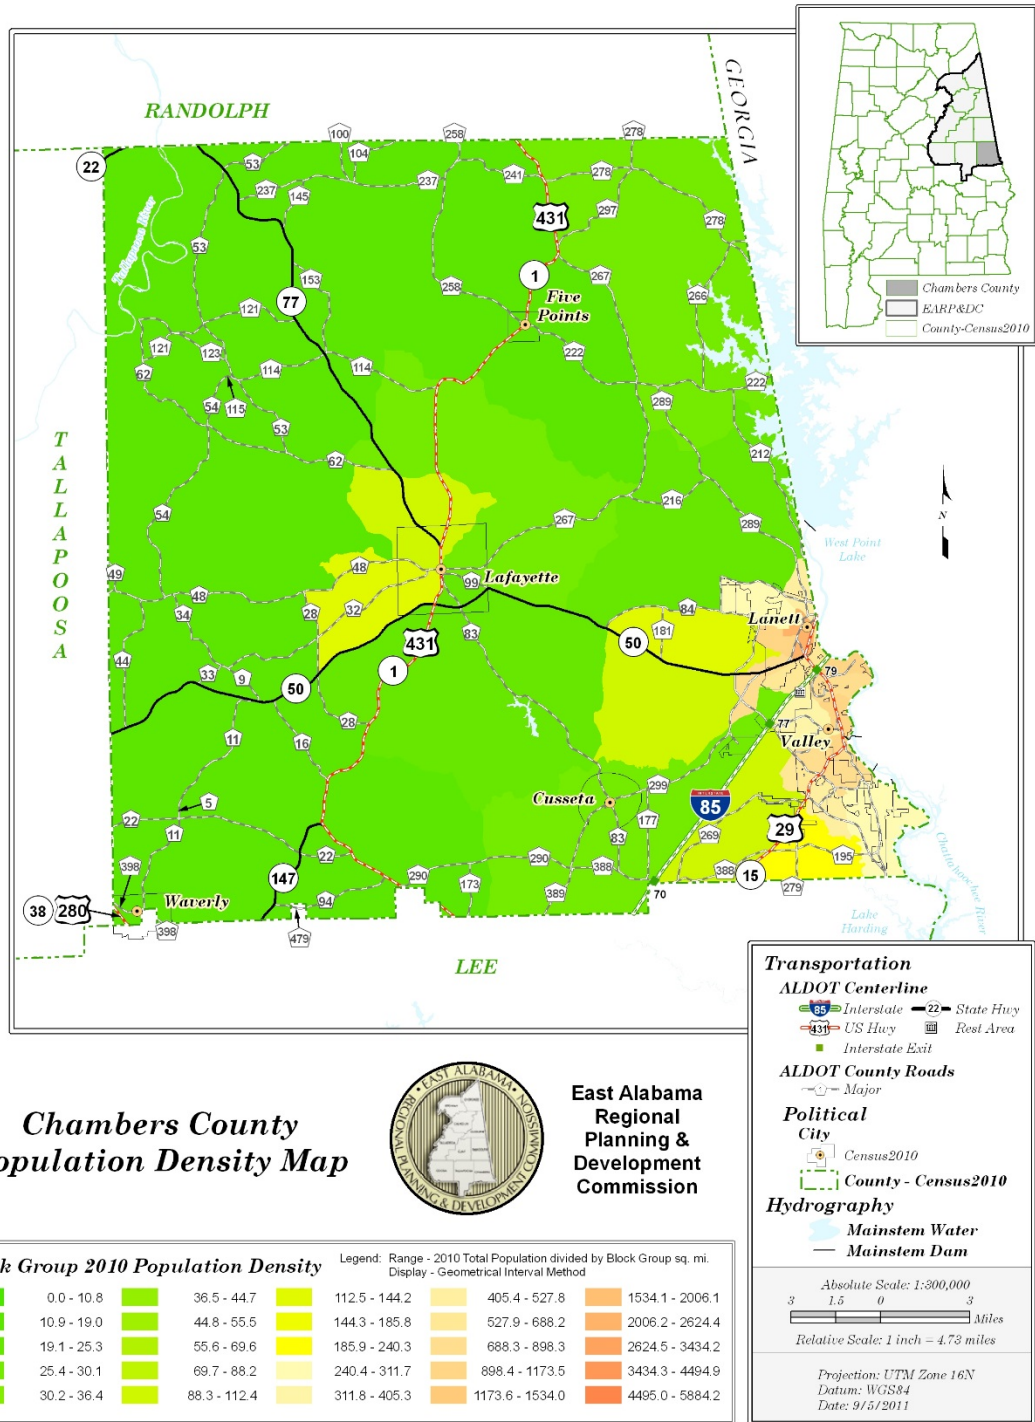 RANDOLPH
GEORGIA
TALLAPOOSA
LEE
Tallapoosa River
100
104
258
278
22
53
237
145
237
241
278
431
297
278
53
1
267
153
258
266
77
121
Five
Points
121
123
222
62
114
114
222
54
115
289
53
62
212
216
54
267
289
West Point
Lake
N
49
48
99
Lafayette
48
28
32
84
34
83
181
Lanett
50
44
431
33
9
1
79
50
28
77
Valley
11
16
299
Cusseta
85
5
177
29
22
11
83
269
Chattahoochee River
22
290
388
195
398
290
388
15
147
173
389
70
279
38
280
Waverly
94
398
479
Lake
Harding
Chambers County
EARP&DC
County-Census2010
Transportation
ALDOT Centerline
85 Interstate 22 State Hwy
431 US Hwy Rest Area
Interstate Exit
ALDOT County Roads
Major
Political
City
Census2010
County - Census2010
Hydrography
Mainstem Water
Mainstem Dam
Absolute Scale: 1:300,000
3 1.5 0 3
Miles
Relative Scale: 1 inch = 4.73 miles
Projection: UTM Zone 16N
Datum: WGS84
Date: 9/5/2011
Chambers County
opulation Density Map
EAST ALABAMA
REGIONAL PLANNING & DEVELOPMENT COMMISSION
East Alabama
Regional
Planning &
Development
Commission
k Group 2010 Population Density
Legend: Range - 2010 Total Population divided by Block Group sq. mi.
Display - Geometrical Interval Method
0.0 - 10.8 36.5 - 44.7 112.5 - 144.2 405.4 - 527.8 1534.1 - 2006.1
10.9 - 19.0 44.8 - 55.5 144.3 - 185.8 527.9 - 688.2 2006.2 - 2624.4
19.1 - 25.3 55.6 - 69.6 185.9 - 240.3 688.3 - 898.3 2624.5 - 3434.2
25.4 - 30.1 69.7 - 88.2 240.4 - 311.7 898.4 - 1173.5 3434.3 - 4494.9
30.2 - 36.4 88.3 - 112.4 311.8 - 405.3 1173.6 - 1534.0 4495.0 - 5884.2